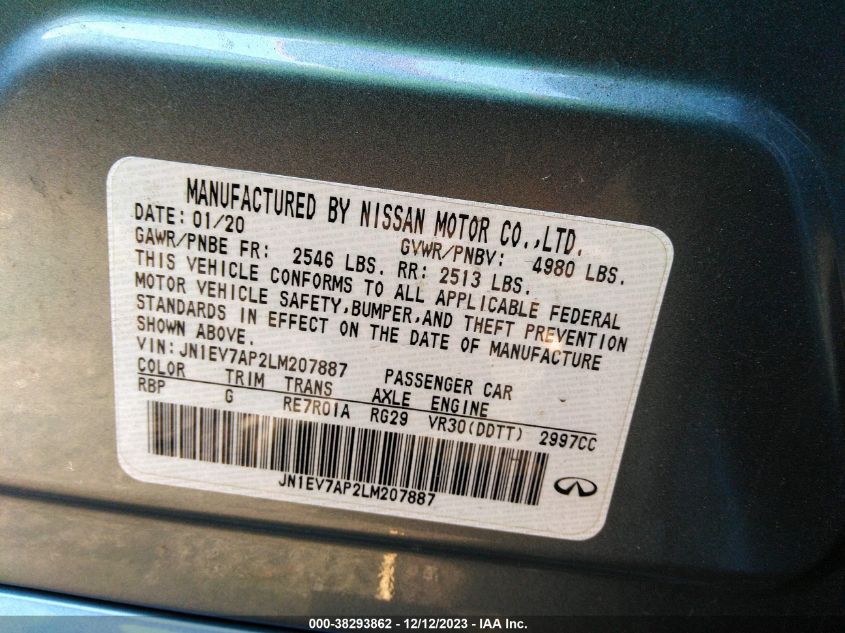 MANUFACTURED BY NISSAN MOTOR CO.,LTD.
DATE: 01/20 GVWR/PNBV: 4980 LBS.
GAWR/PNBE FR: 2546 LBS. RR: 2513 LBS.
THIS VEHICLE CONFORMS TO ALL APPLICABLE FEDERAL
MOTOR VEHICLE SAFETY,BUMPER,AND THEFT PREVENTION
STANDARDS IN EFFECT ON THE DATE OF MANUFACTURE
SHOWN ABOVE.
VIN:JN1EV7AP2LM207887 PASSENGER CAR
COLOR TRIM TRANS AXLE ENGINE
RBP G RE7R01A RG29 VR30(DDTT) 2997CC
JN1EV7AP2LM207887
000-38293862 - 12/12/2023 - IAA Inc.